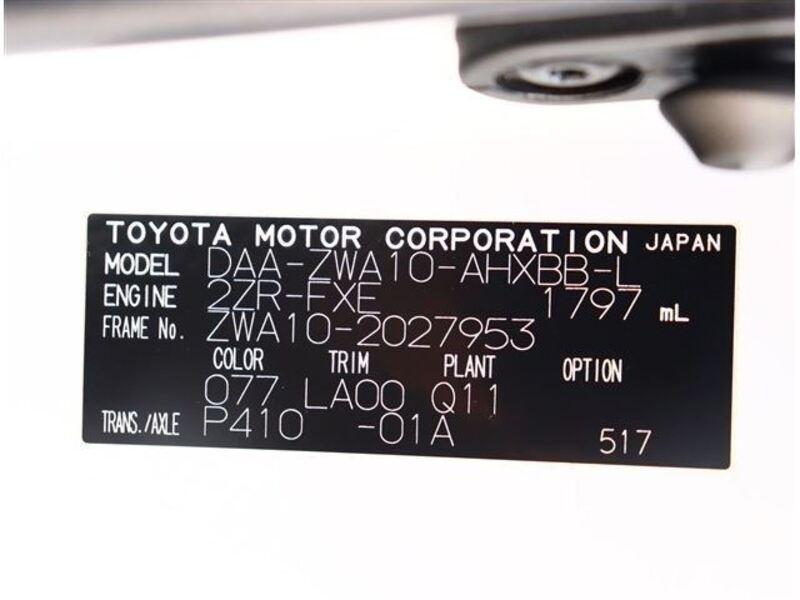 TOYOTA MOTOR CORPORATION JAPAN
MODEL DAA-ZWA10-AHXBB-L
ENGINE 2ZR-FXE 1797 mL
FRAME No. ZWA10-2027953
COLOR TRIM PLANT OPTION
077 LA00 Q11
TRANS./AXLE P410 -01A 517